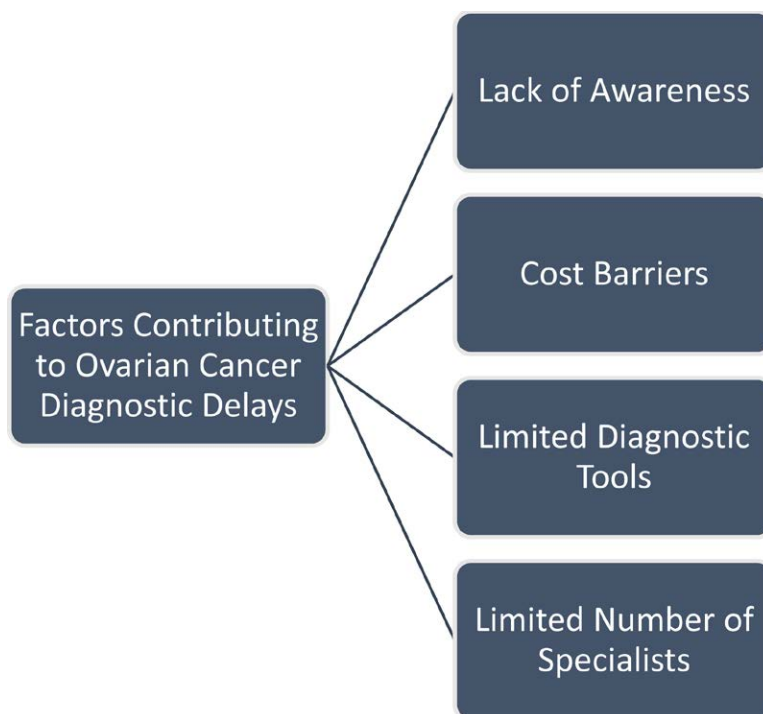 Lack of Awareness
Cost Barriers
Factors Contributing
to Ovarian Cancer
Diagnostic Delays
Limited Diagnostic
Tools
Limited Number of
Specialists